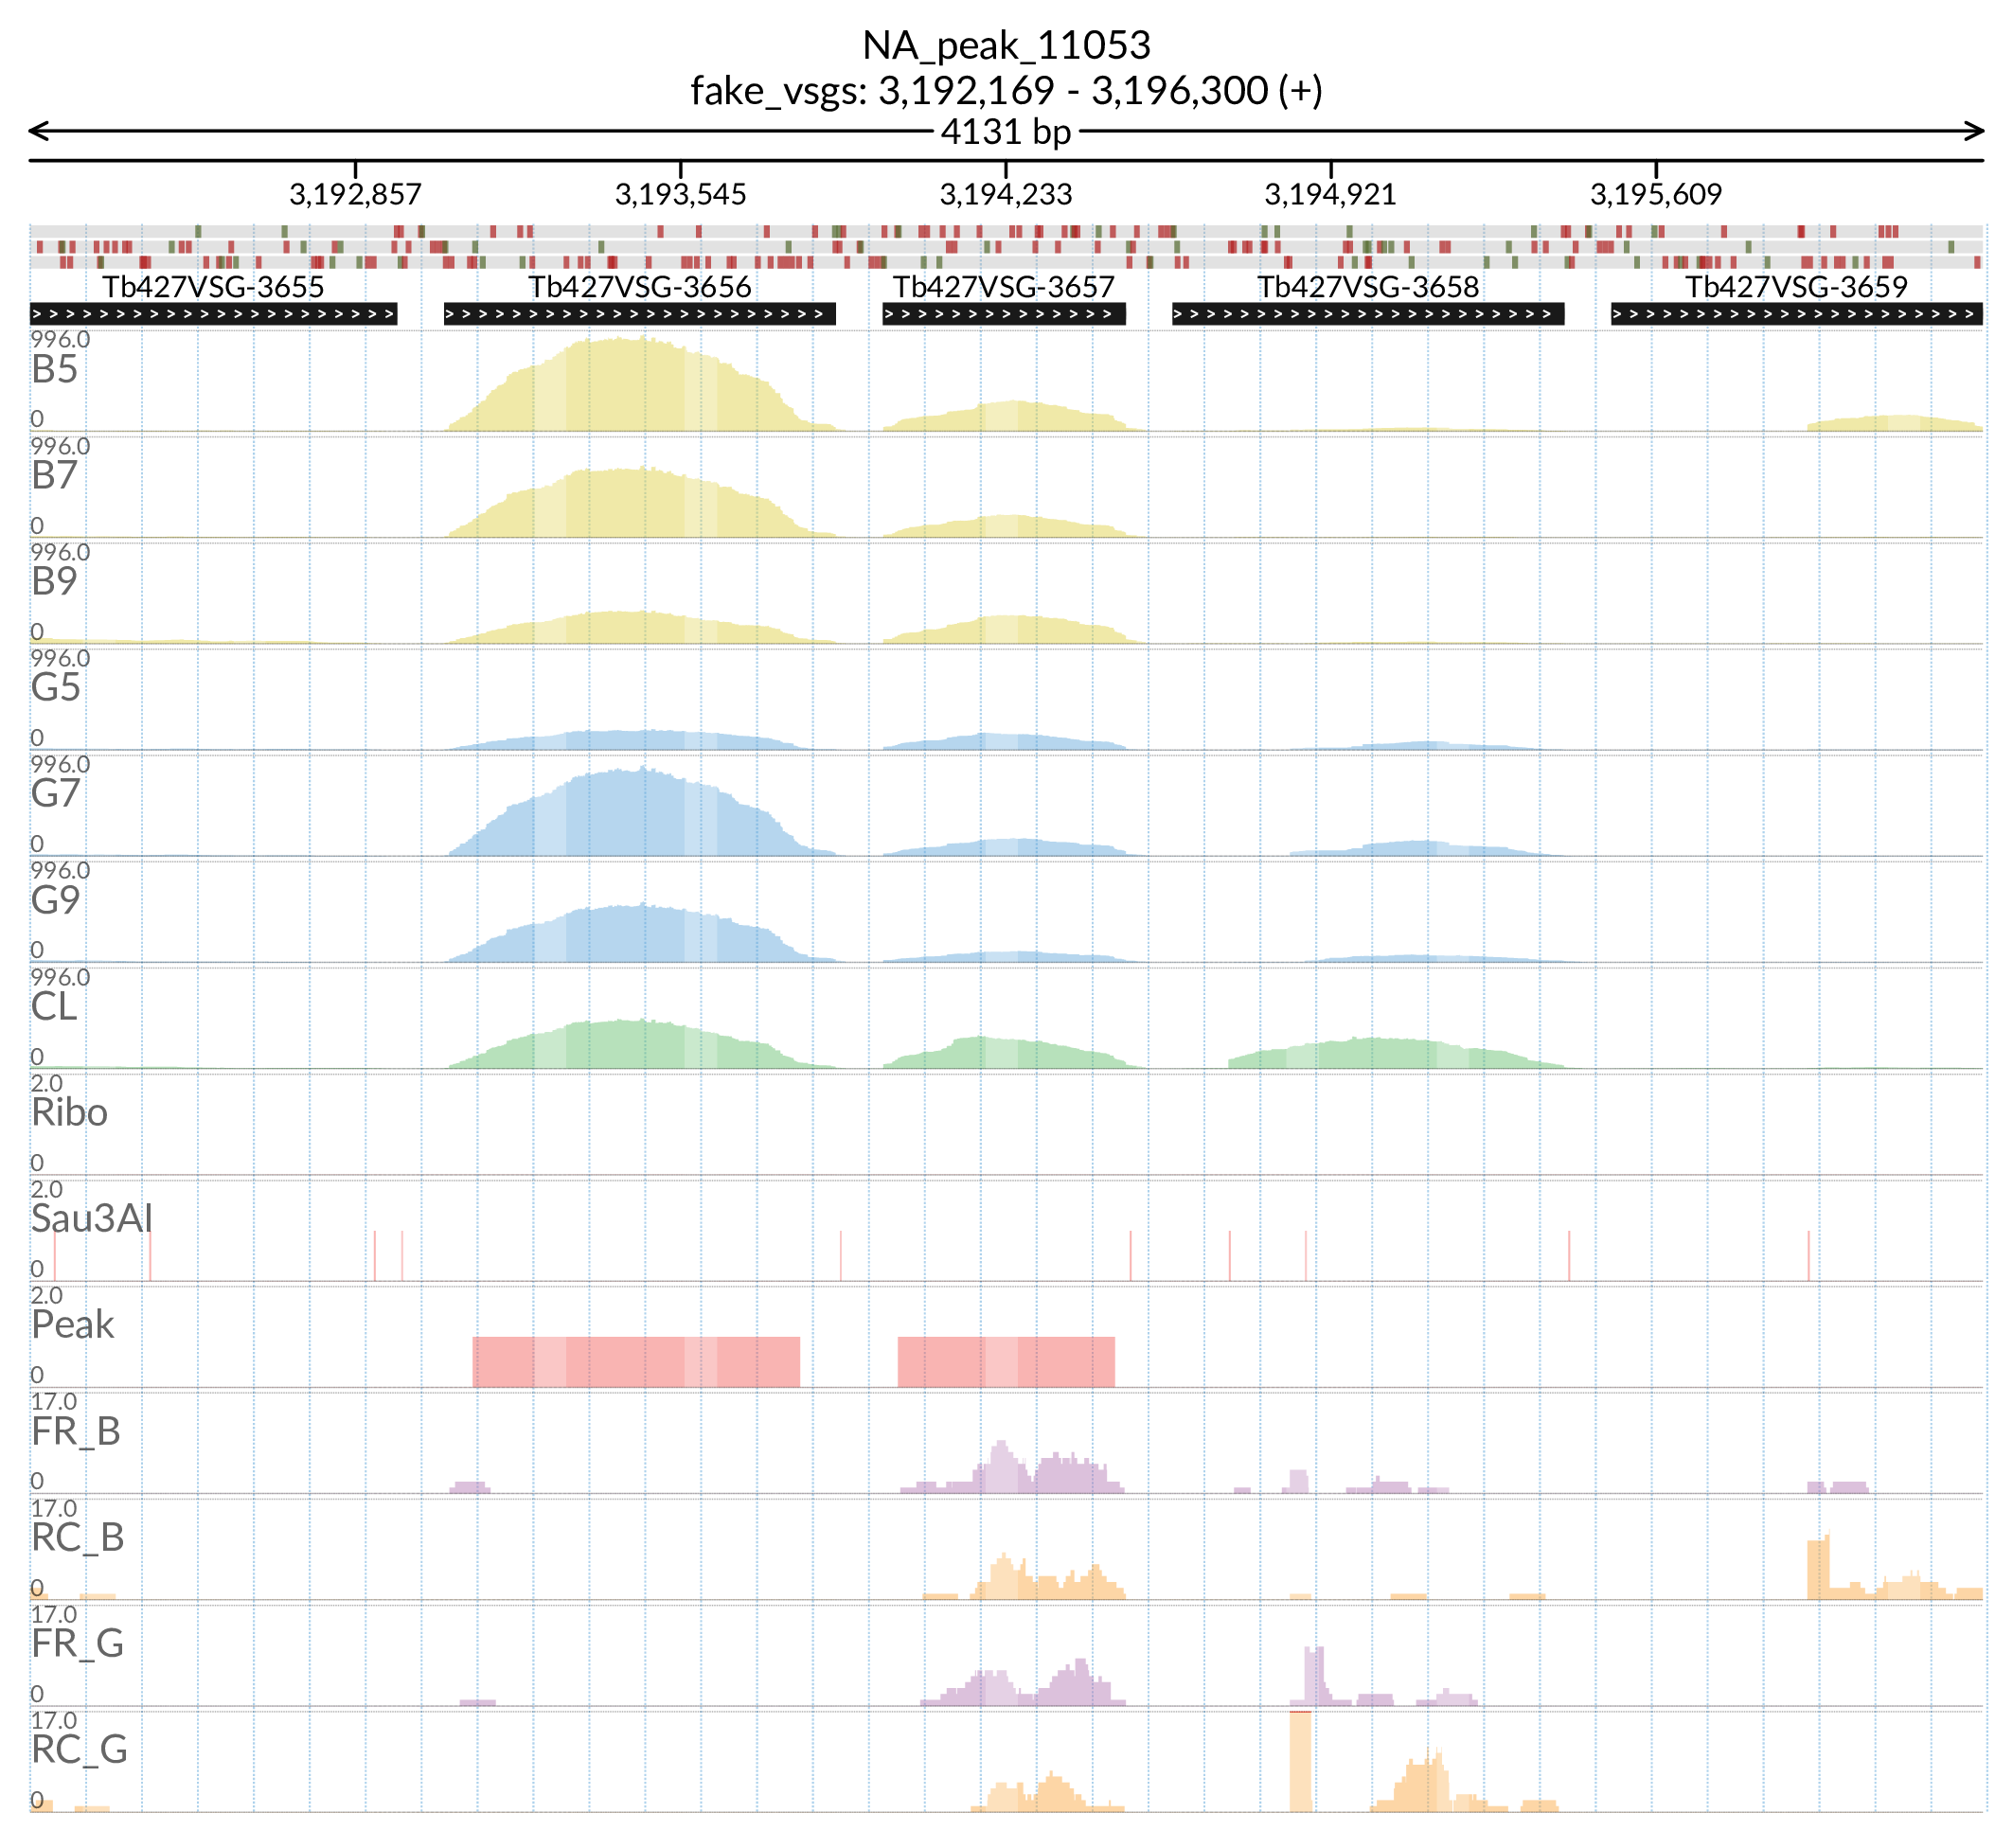 NA_peak_11053
fake_vsgs: 3,192,169 - 3,196,300 (+)
4131 bp
3,192,857 3,193,545 3,194,233 3,194,921 3,195,609
Tb427VSG-3655 Tb427VSG-3656 Tb427VSG-3657 Tb427VSG-3658 Tb427VSG-3659
996.0
B5
0
996.0
B7
0
996.0
B9
0
996.0
G5
0
996.0
G7
0
996.0
G9
0
996.0
CL
0
2.0
Ribo
0
2.0
Sau3AI
0
2.0
Peak
0
17.0
FR_B
0
17.0
RC_B
0
17.0
FR_G
0
17.0
RC_G
0